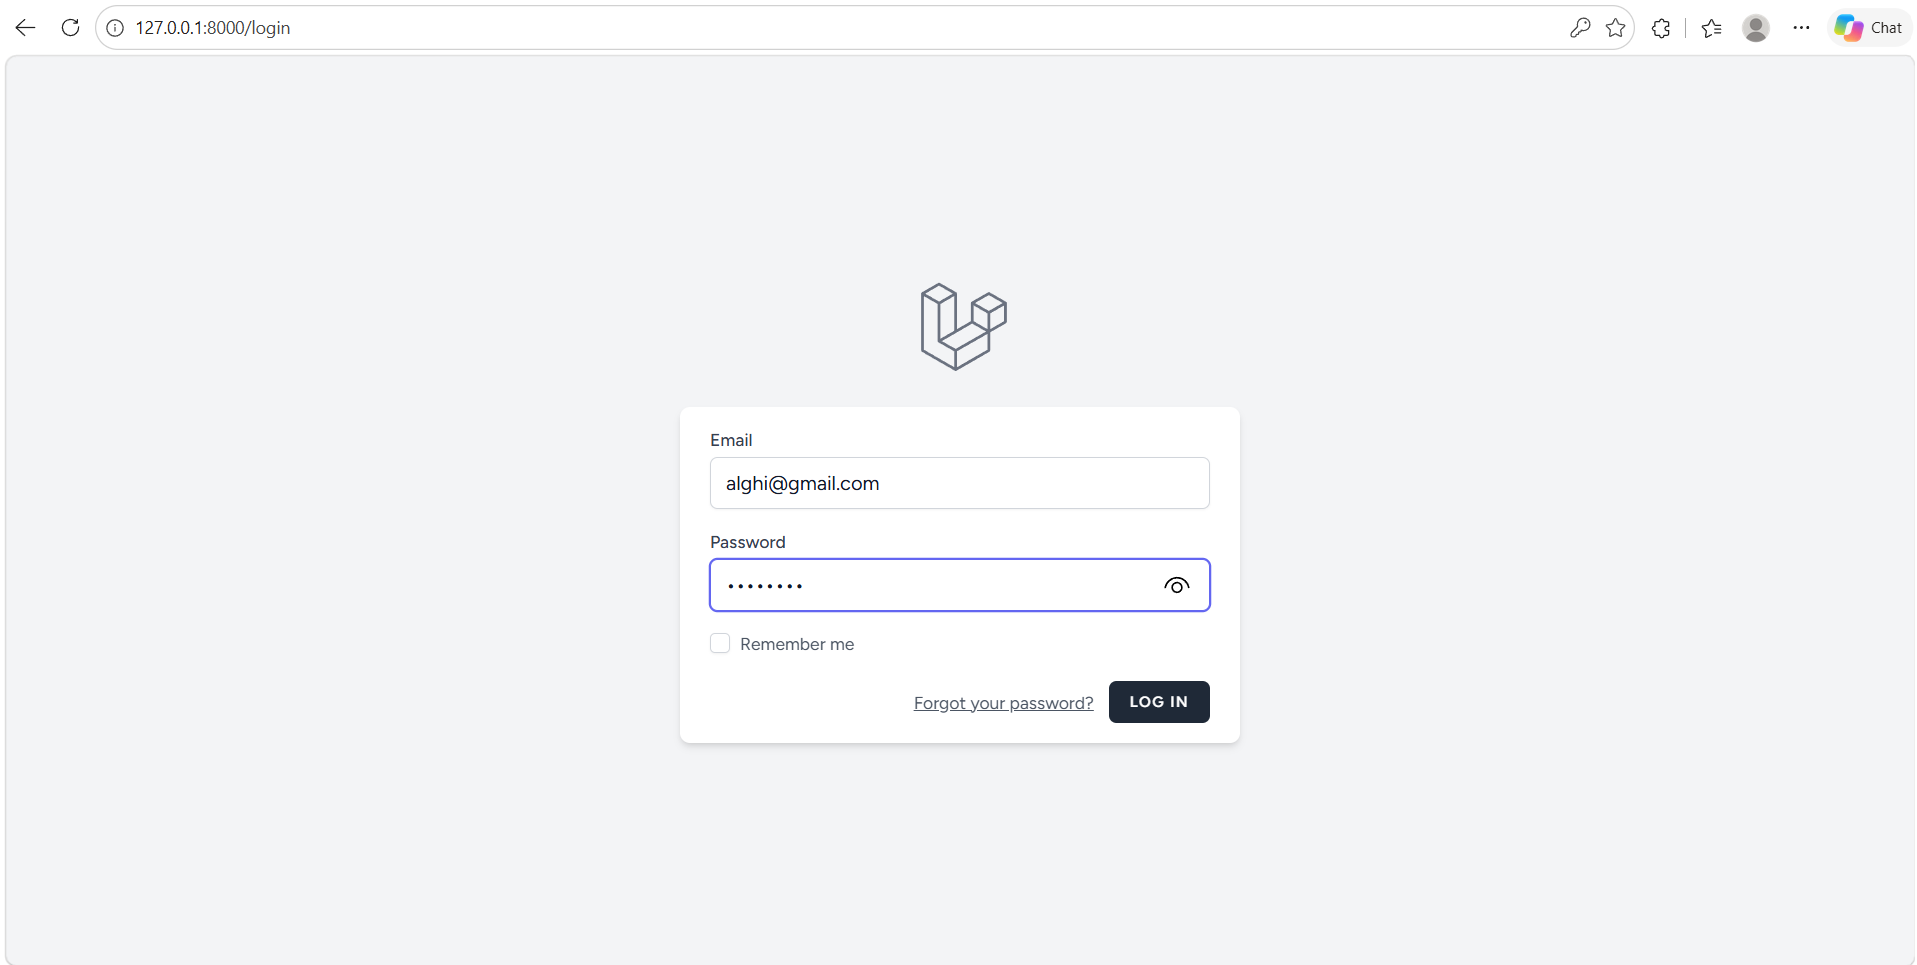 127.0.0.1:8000/login
Chat
Email
alghi@gmail.com
Password
••••••••
Remember me
Forgot your password?
LOG IN